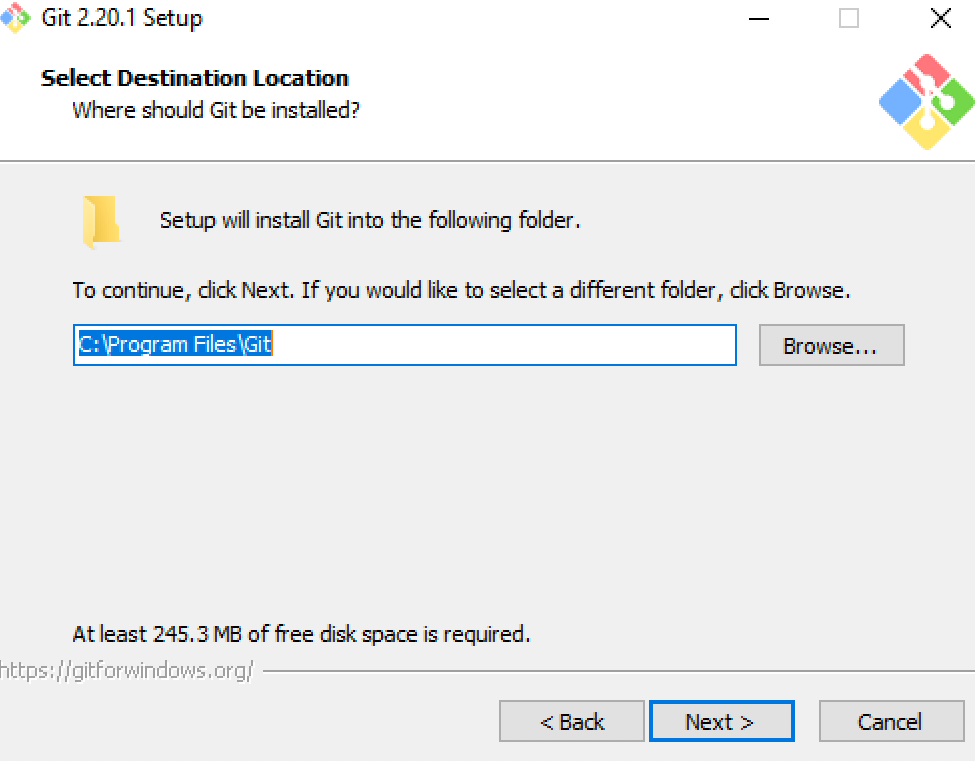 Git 2.20.1 Setup
Select Destination Location
Where should Git be installed?
Setup will install Git into the following folder.
To continue, click Next. If you would like to select a different folder, click Browse.
C:\Program Files\Git
Browse...
At least 245.3 MB of free disk space is required.
https://gitforwindows.org/
< Back
Next >
Cancel